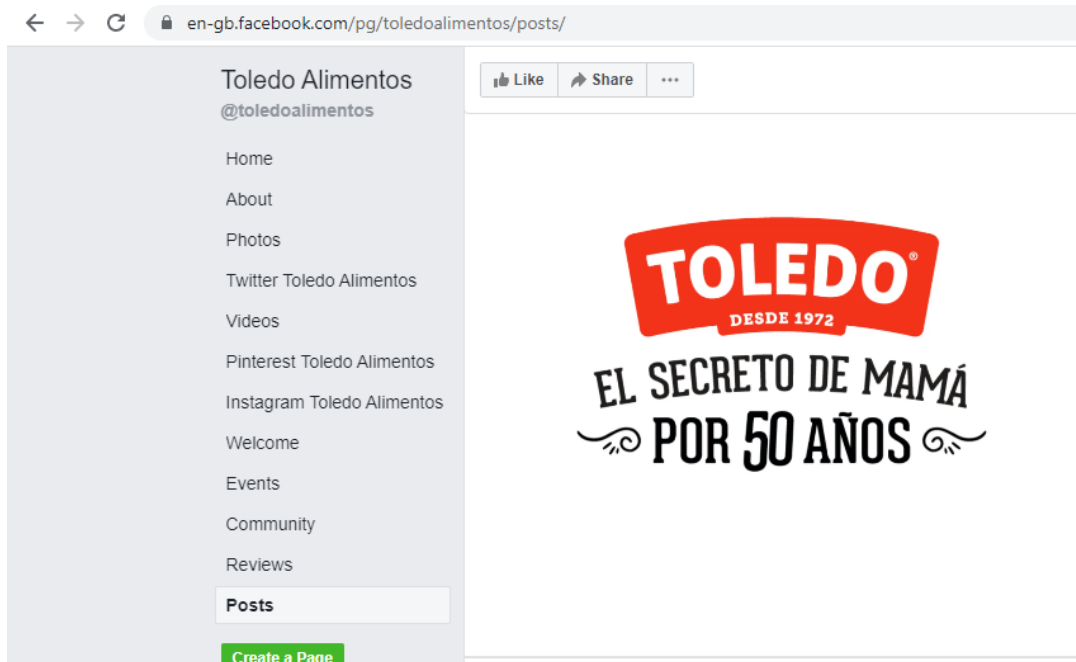 en-gb.facebook.com/pg/toledoalimentos/posts/
Toledo Alimentos
@toledoalimentos
Home
About
Photos
Twitter Toledo Alimentos
Videos
Pinterest Toledo Alimentos
Instagram Toledo Alimentos
Welcome
Events
Community
Reviews
Posts
Create a Page
Like Share ...
TOLEDO®
DESDE 1972
EL SECRETO DE MAMÁ
POR 50 AÑOS